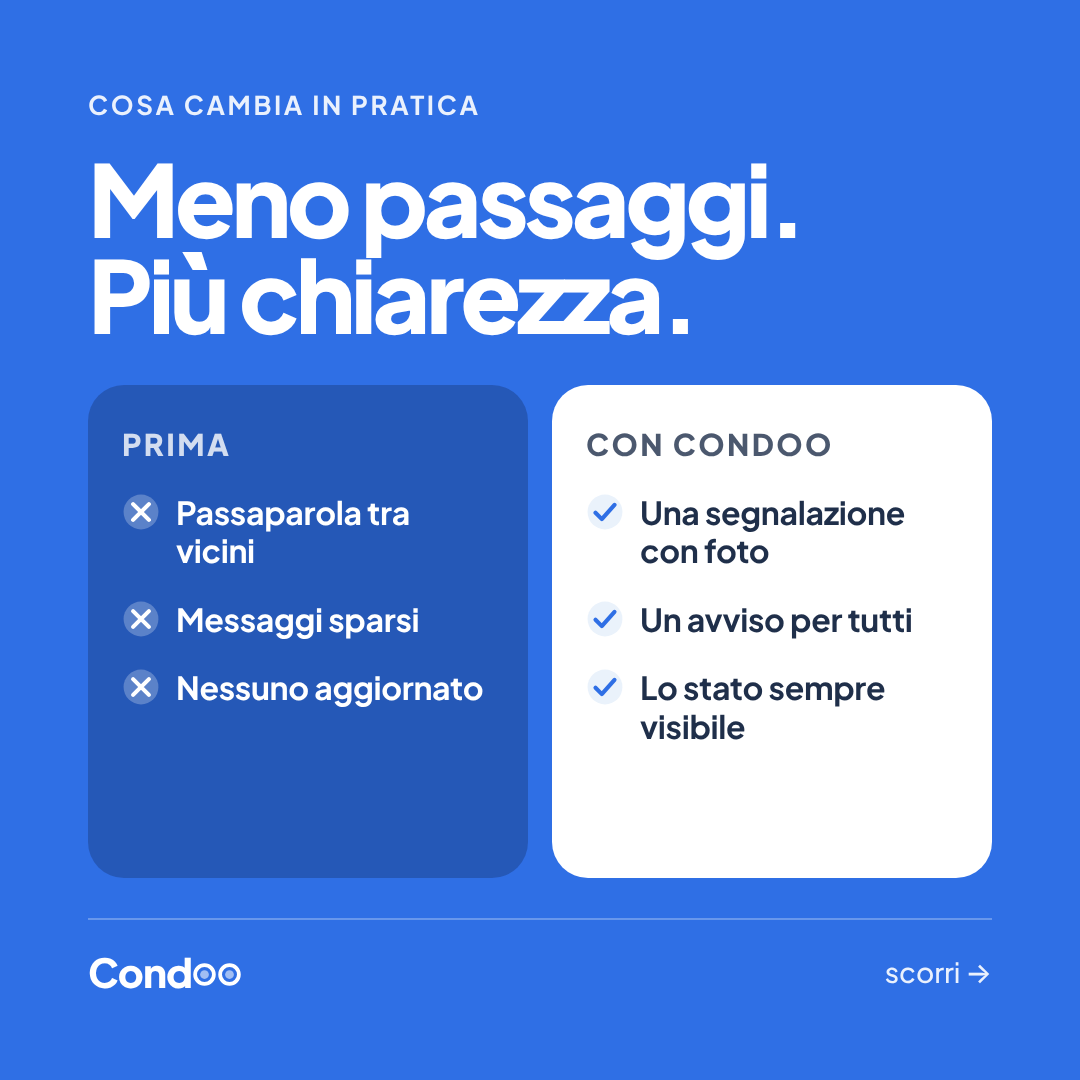 COSA CAMBIA IN PRATICA
Meno passaggi.
Più chiarezza.
PRIMA
Passaparola tra
vicini
Messaggi sparsi
Nessuno aggiornato
CON CONDOO
Una segnalazione
con foto
Un avviso per tutti
Lo stato sempre
visibile
Condoo
scorri →